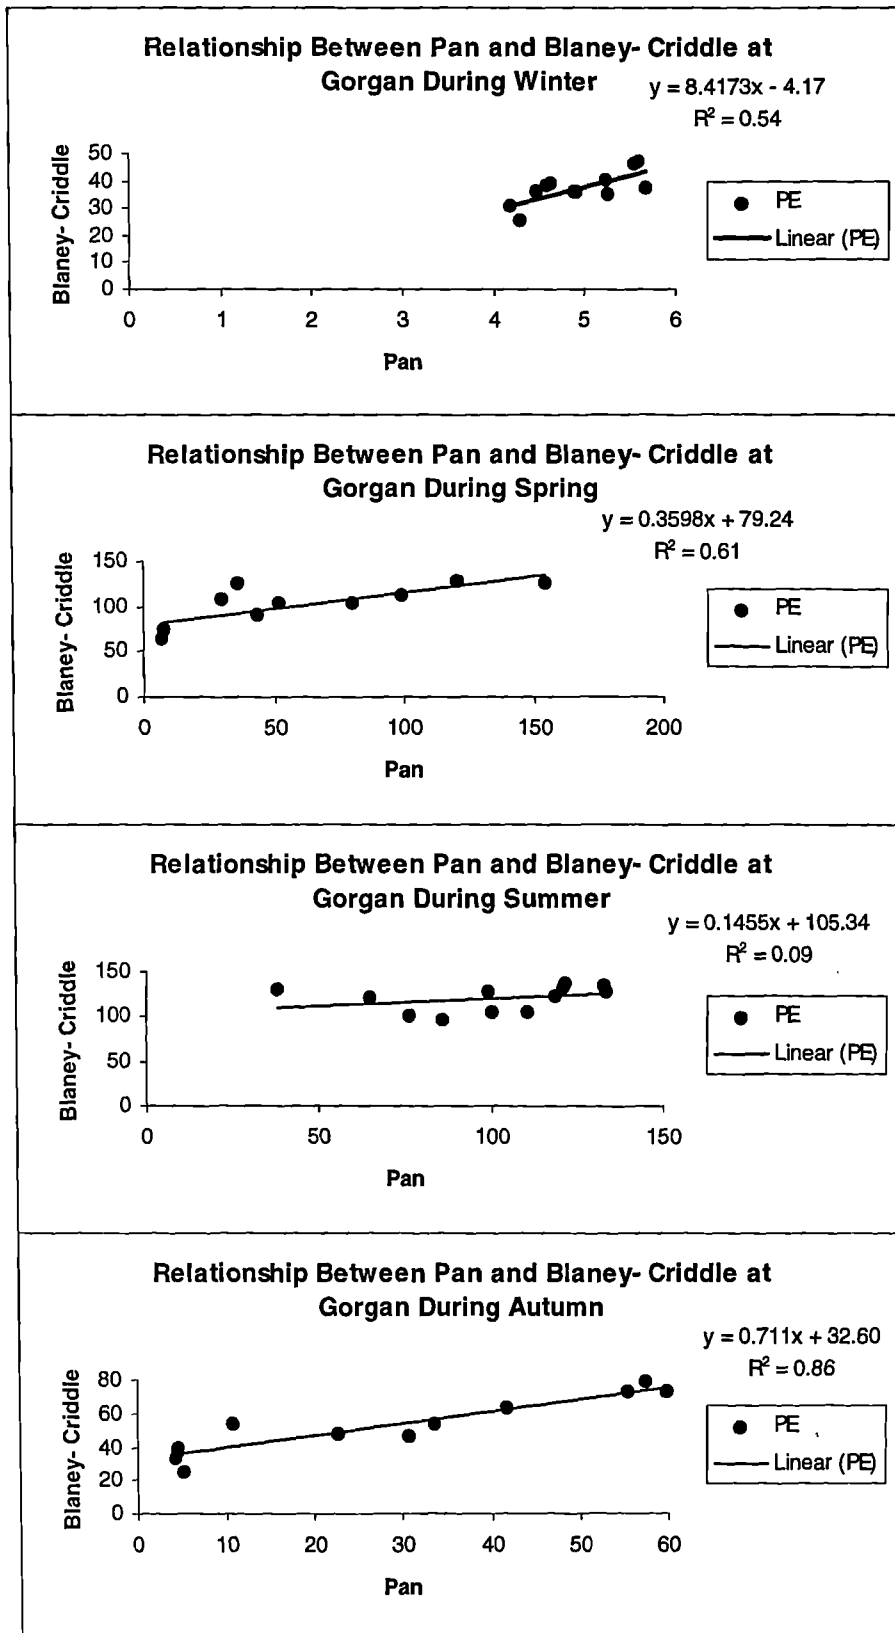 Relationship Between Pan and Blaney- Criddle at
Gorgan During Winter
y = 8.4173x - 4.17
R² = 0.54
Blaney- Criddle
50
40
30
20
10
0
0 1 2 3 4 5 6
Pan
PE
Linear (PE)
Relationship Between Pan and Blaney- Criddle at
Gorgan During Spring
y = 0.3598x + 79.24
R² = 0.61
Blaney- Criddle
150
100
50
0
0 50 100 150 200
Pan
PE
Linear (PE)
Relationship Between Pan and Blaney- Criddle at
Gorgan During Summer
y = 0.1455x + 105.34
R² = 0.09
Blaney- Criddle
150
100
50
0
0 50 100 150
Pan
PE
Linear (PE)
Relationship Between Pan and Blaney- Criddle at
Gorgan During Autumn
y = 0.711x + 32.60
R² = 0.86
Blaney- Criddle
80
60
40
20
0
0 10 20 30 40 50 60
Pan
PE
Linear (PE)